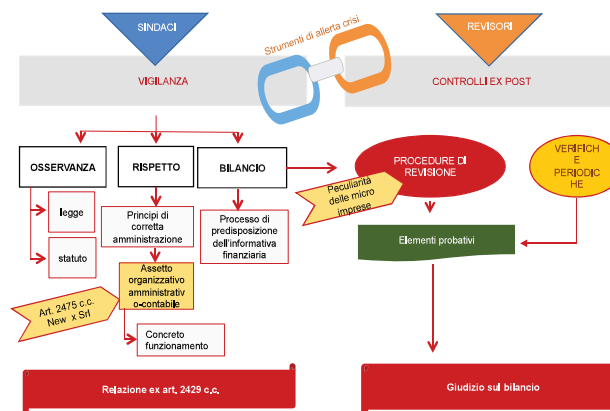 SINDACI
REVISORI
Strumenti di allerta crisi
VIGILANZA
CONTROLLI EX POST
OSSERVANZA
RISPETTO
BILANCIO
PROCEDURE DI
REVISIONE
VERIFICH
E
PERIODI
CHE
legge
statuto
Principi di
corretta
amministrazione
Processo di
predisposizione
dell'informativa
finanziaria
Peculiarità
delle micro
imprese
Elementi probativi
Assetto
organizzativo
amministrativ
o-contabile
Art. 2475 c.c.
New x Srl
Concreto
funzionamento
Relazione ex art. 2429 c.c.
Giudizio sul bilancio